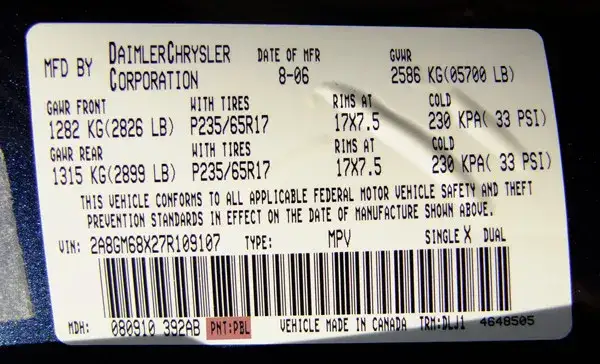 MFD BY DAIMLERCHRYSLER CORPORATION DATE OF MFR 8-06 GVWR 2586 KG(05700 LB)
GAWR FRONT WITH TIRES RIMS AT COLD
1282 KG(2826 LB) P235/65R17 17X7.5 230 KPA( 33 PSI)
GAWR REAR WITH TIRES RIMS AT COLD
1315 KG(2899 LB) P235/65R17 17X7.5 230 KPA( 33 PSI)
THIS VEHICLE CONFORMS TO ALL APPLICABLE FEDERAL MOTOR VEHICLE SAFETY AND THEFT
PREVENTION STANDARDS IN EFFECT ON THE DATE OF MANUFACTURE SHOWN ABOVE.
VIN: 2A8GM68X27R109107 TYPE: MPV SINGLE X DUAL
MDH: 080910 392AB PNT:PBL VEHICLE MADE IN CANADA TRM:DLJ1 4648505